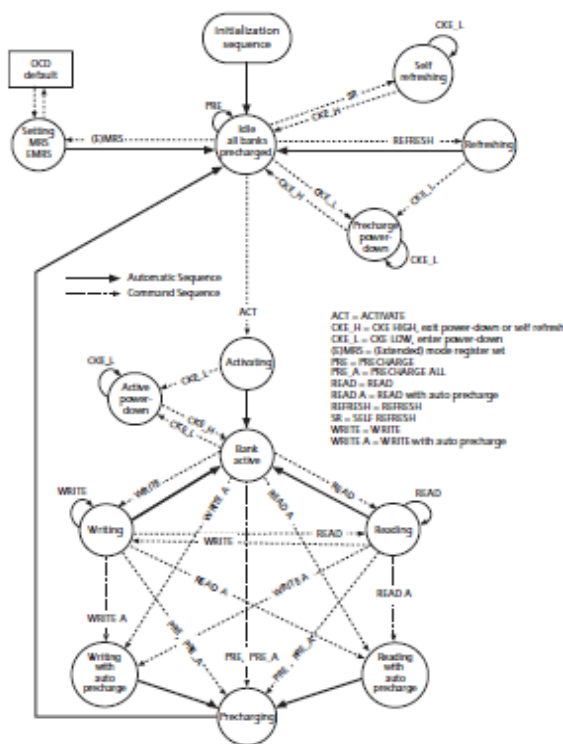 Initialization
sequence
CKE_L
OCD
default
Self
refreshing
SR
CKE_H
PRE
Setting
MRS
EMRS
(E)MRS
Idle
all banks
precharged
REFRESH
Refreshing
CKE_L
CKE_H
CKE_L
Precharge
power-
down
CKE_L
Automatic Sequence
Command Sequence
ACT
ACT = ACTIVATE
CKE_H = CKE HIGH, exit power-down or self refresh
CKE_L = CKE LOW, enter power-down
(E)MRS = (Extended) mode register set
PRE = PRECHARGE
PRE_A = PRECHARGE ALL
READ = READ
READ A = READ with auto precharge
REFRESH = REFRESH
SR = SELF REFRESH
WRITE = WRITE
WRITE A = WRITE with auto precharge
CKE_L
Activating
CKE_L
Active
power-
down
CKE_H
CKE_L
Bank
active
WRITE
WRITE
READ
READ
WRITE A
READ A
Writing
READ
WRITE
Reading
READ A
WRITE A
WRITE A
READ A
PRE, PRE_A
PRE, PRE_A
PRE, PRE_A
Writing
with
auto
precharge
Reading
with
auto
precharge
Precharging